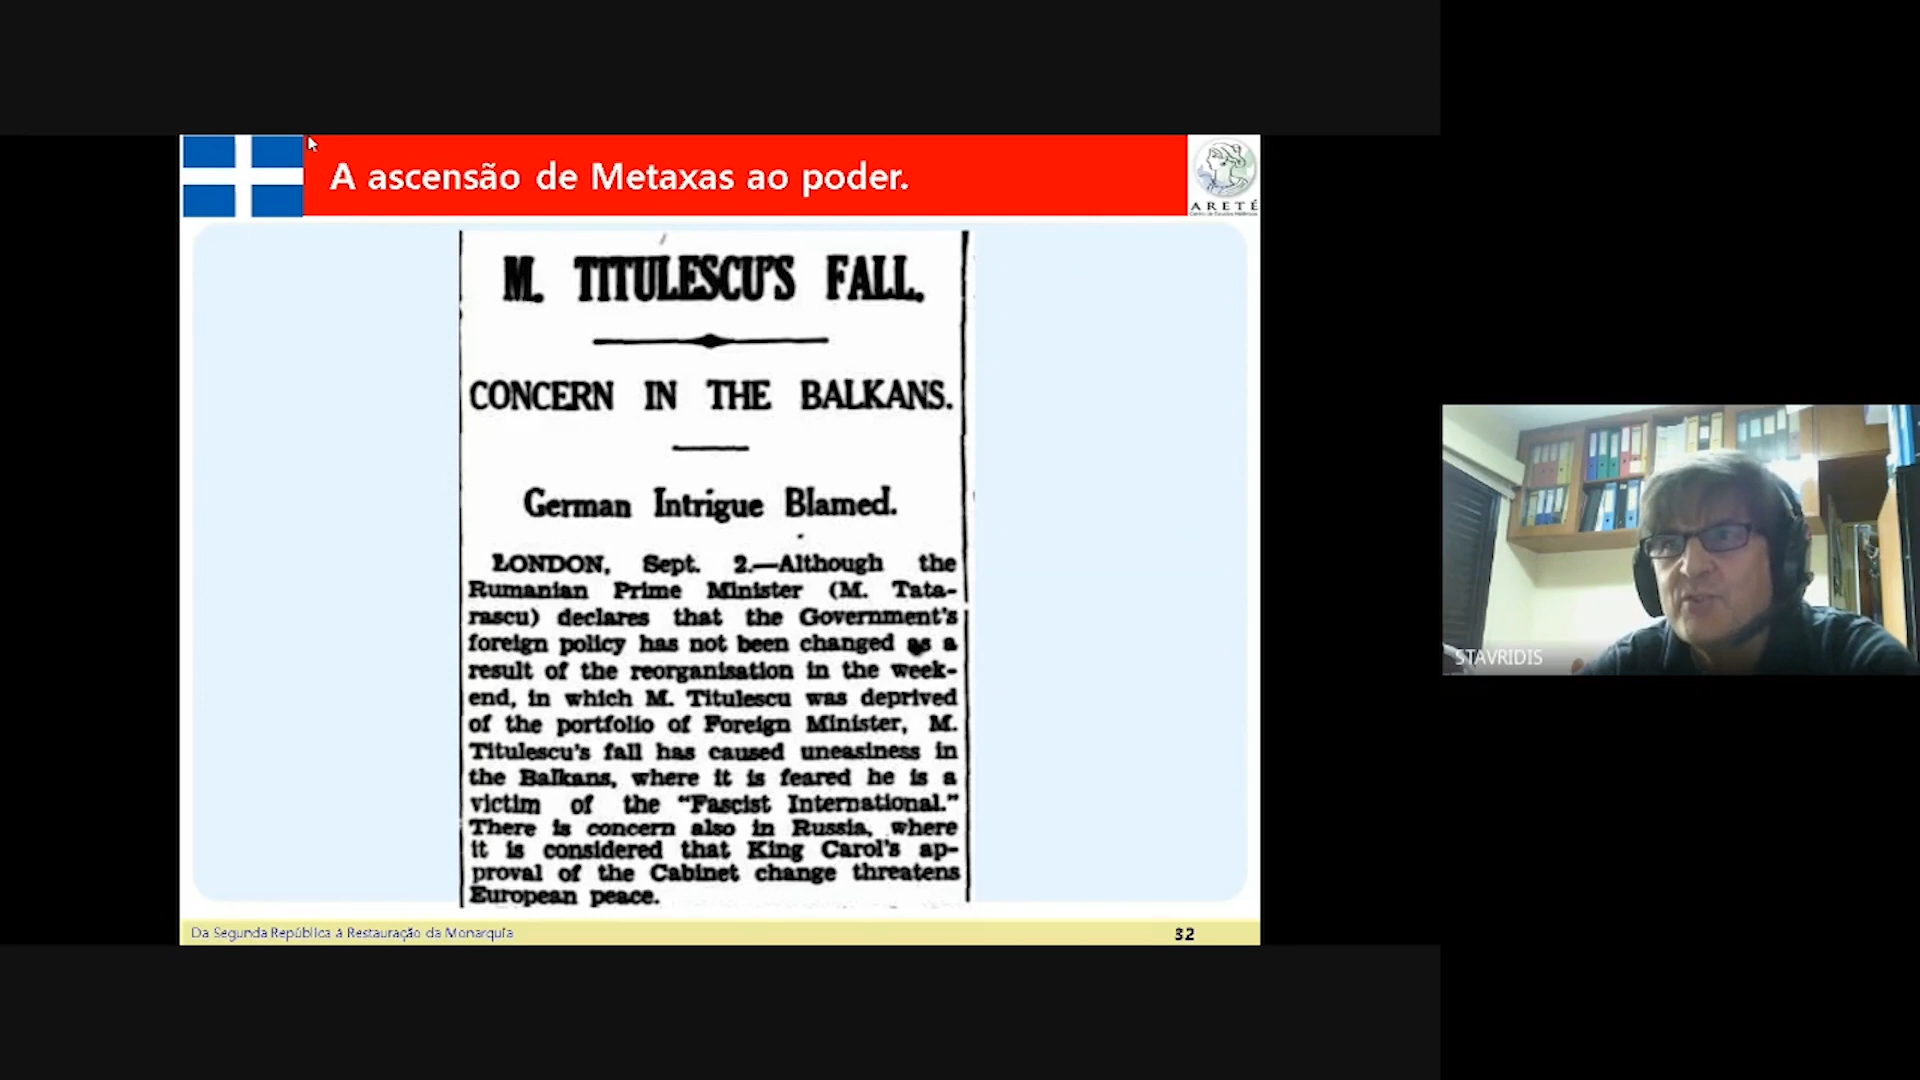 A ascensão de Metaxas ao poder.
ARETÉ
Centro de Estudos Helênicos
M. TITULESCU'S FALL.
CONCERN IN THE BALKANS.
German Intrigue Blamed.
LONDON, Sept. 2.—Although the
Rumanian Prime Minister (M. Tata-
rascu) declares that the Government's
foreign policy has not been changed as a
result of the reorganisation in the week-
end, in which M. Titulescu was deprived
of the portfolio of Foreign Minister, M.
Titulescu's fall has caused uneasiness in
the Balkans, where it is feared he is a
victim of the "Fascist International."
There is concern also in Russia, where
it is considered that King Carol's ap-
proval of the Cabinet change threatens
European peace.
Da Segunda República à Restauração da Monarquia
32
STAVRIDIS